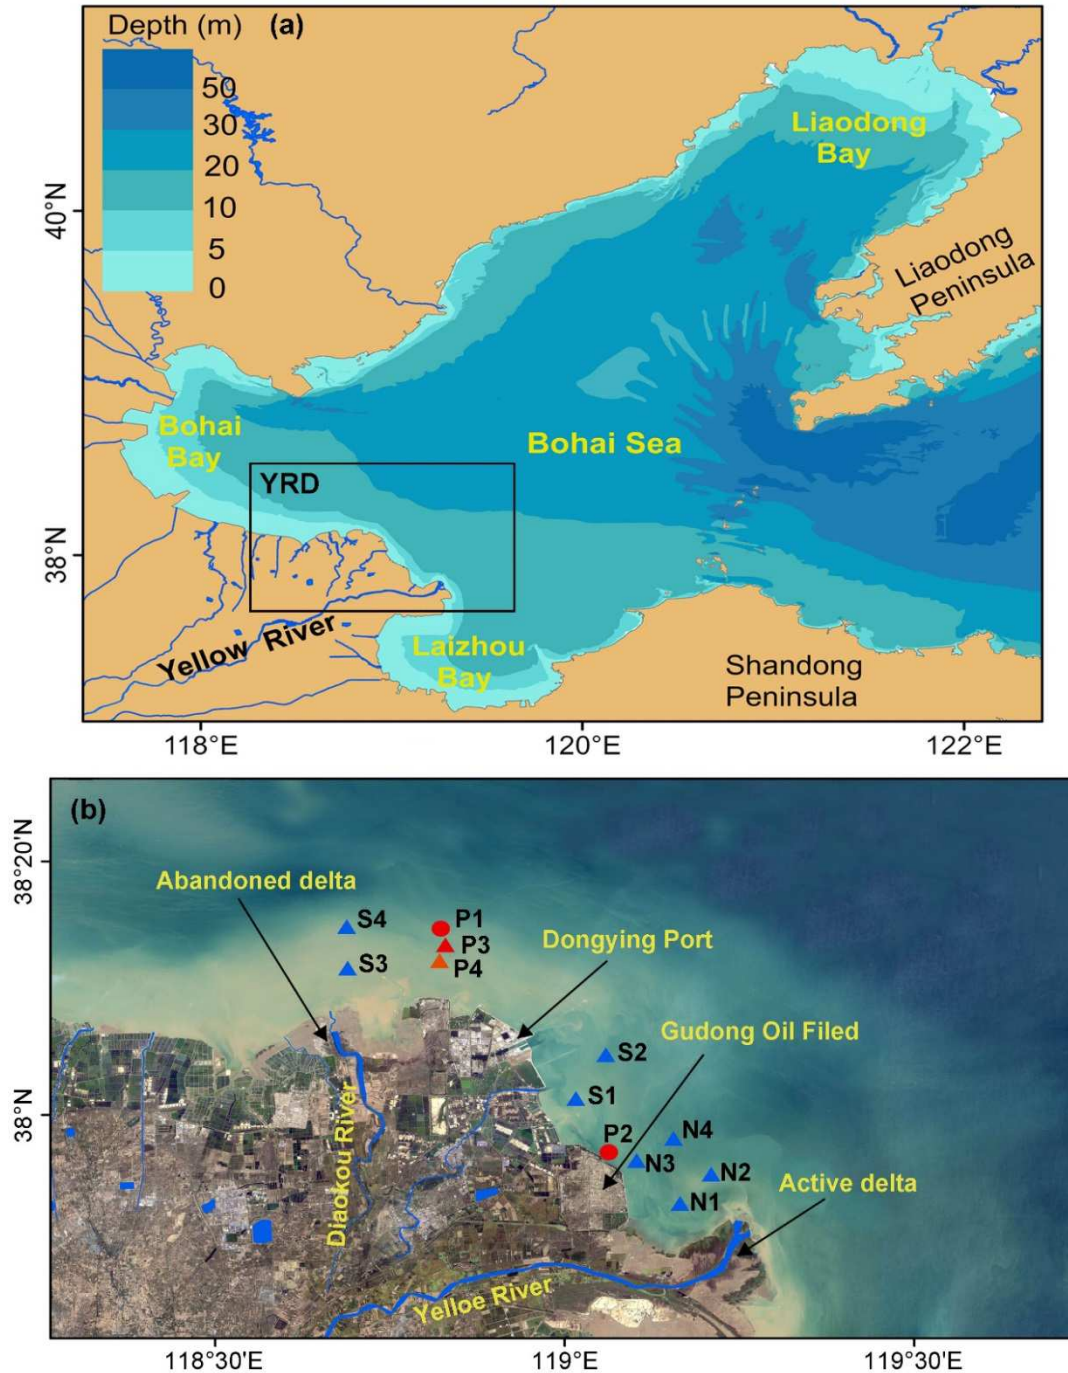 Depth (m) (a)
50
30
20
10
5
0
Liaodong
Bay
Liaodong
Peninsula
40°N
Bohai
Bay
Bohai Sea
YRD
38°N
Yellow River
Laizhou
Bay
Shandong
Peninsula
118°E
120°E
122°E
(b)
38°20'N
Abandoned delta
S4
P1
P3
Dongying Port
S3
P4
Gudong Oil Filed
S2
S1
38°N
P2
N4
N3
N2
Active delta
N1
Diaokou River
Yelloe River
118°30'E
119°E
119°30'E